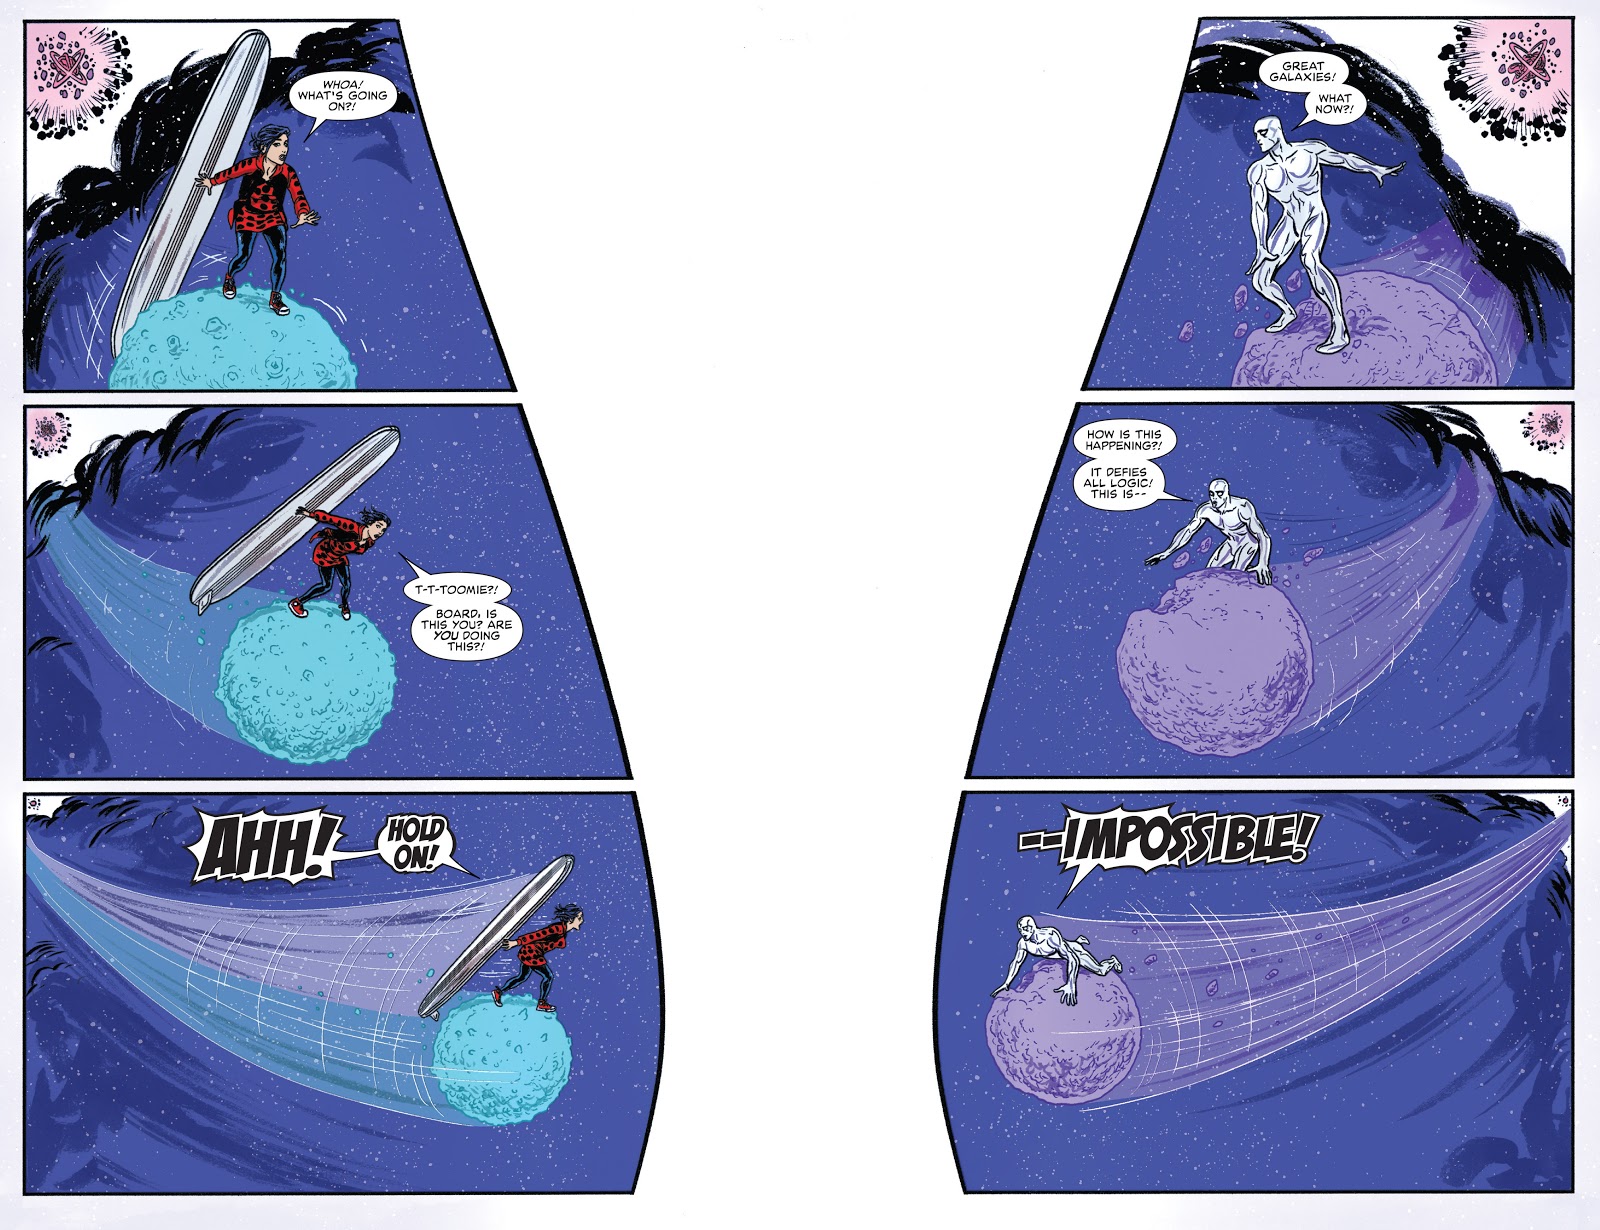 WHOA!
WHAT'S GOING
ON?!
GREAT
GALAXIES!
WHAT
NOW?!
T-T-TOOMIE?!
BOARD, IS
THIS YOU? ARE
YOU DOING
THIS?!
HOW IS THIS
HAPPENING?!
IT DEFIES
ALL LOGIC!
THIS IS--
AHH!
HOLD
ON!
--IMPOSSIBLE!